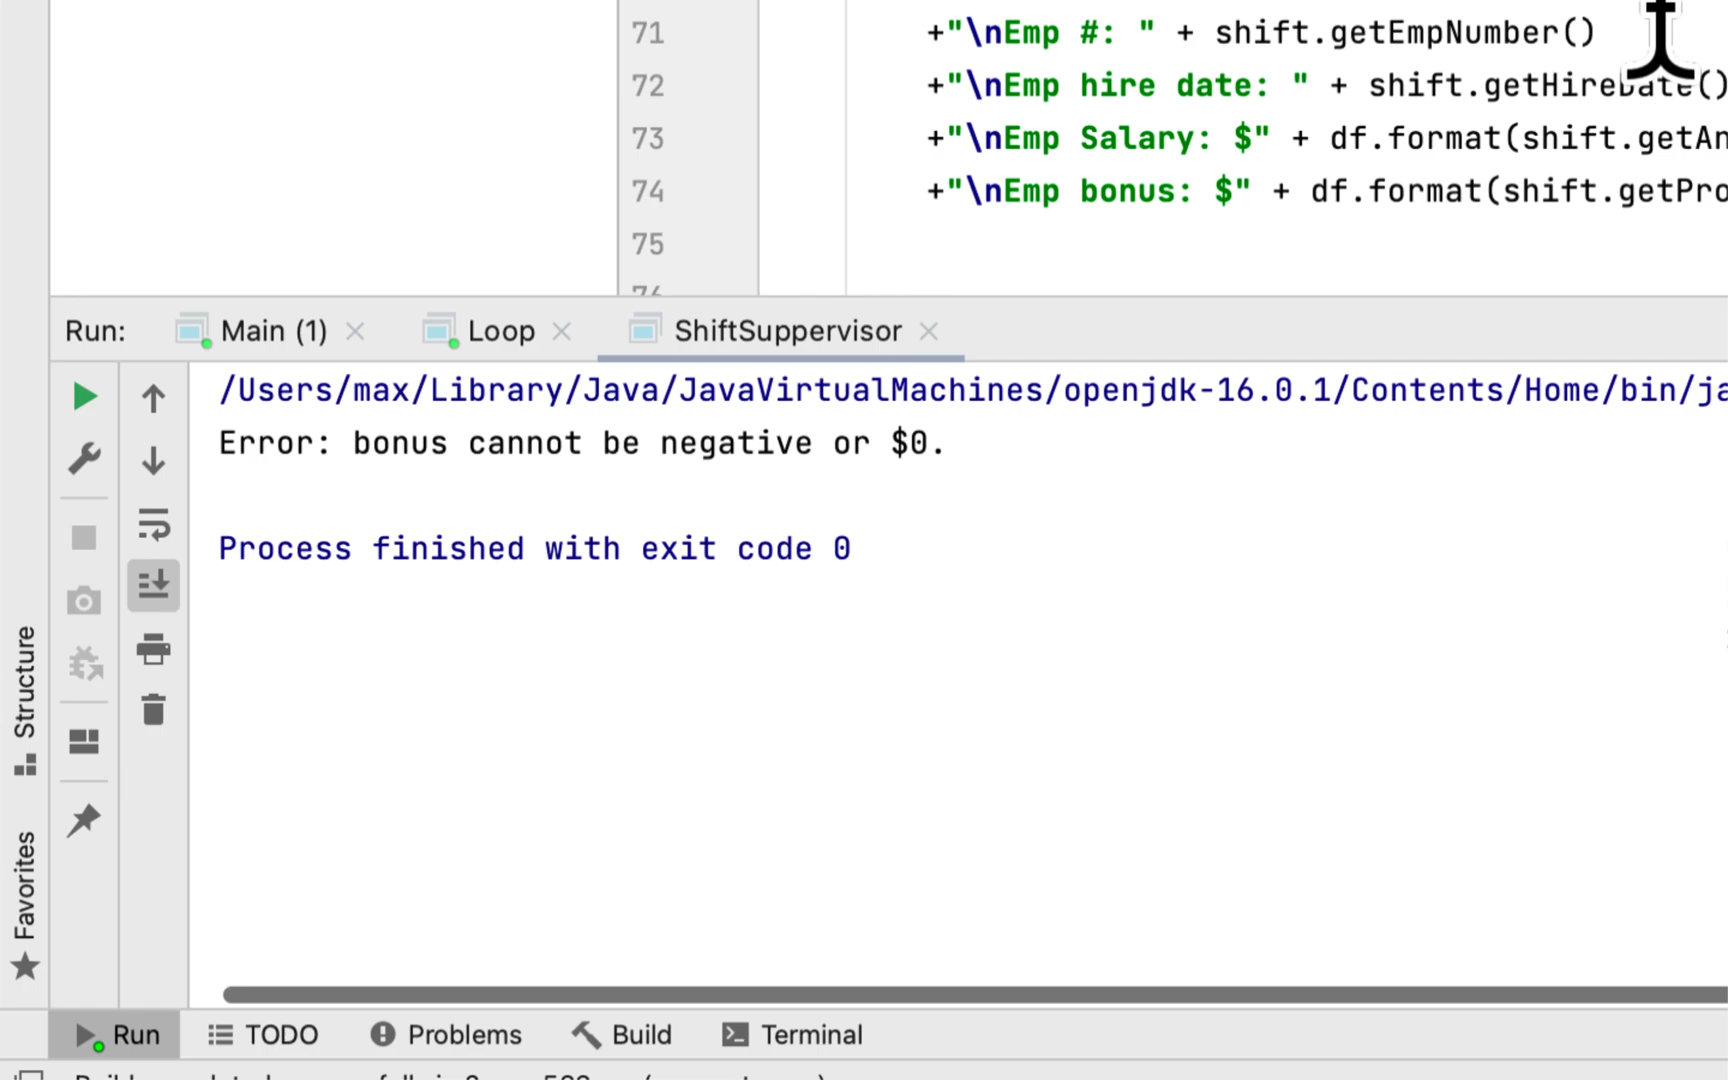 71 +"\nEmp #: " + shift.getEmpNumber()
72 +"\nEmp hire date: " + shift.getHireDate()
73 +"\nEmp Salary: $" + df.format(shift.getAn
74 +"\nEmp bonus: $" + df.format(shift.getPro
75
76
Run: Main (1) Loop ShiftSuppervisor
/Users/max/Library/Java/JavaVirtualMachines/openjdk-16.0.1/Contents/Home/bin/ja
Error: bonus cannot be negative or $0.
Process finished with exit code 0
Structure
Favorites
Run TODO Problems Build Terminal